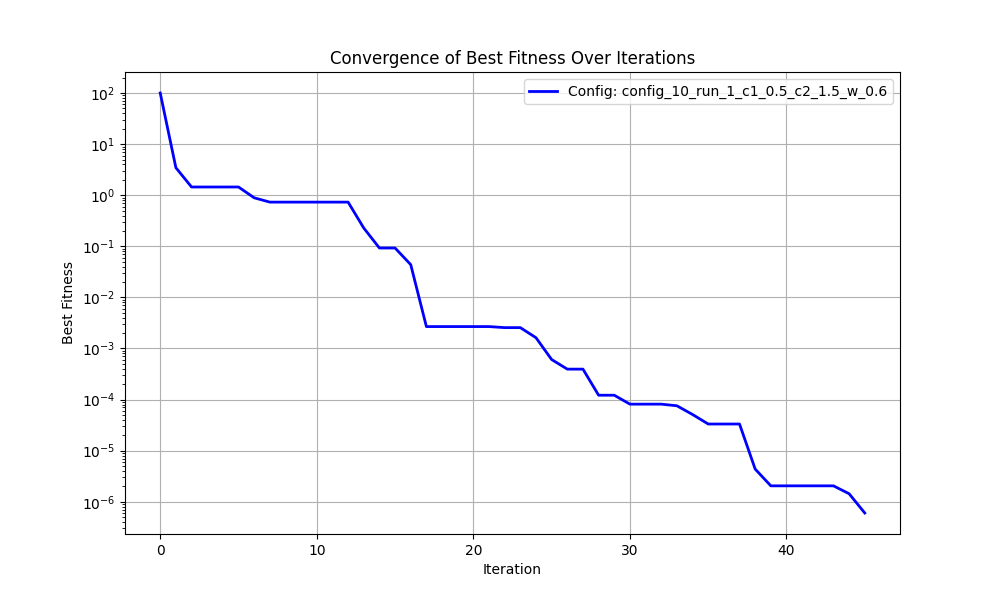 Convergence of Best Fitness Over Iterations
Config: config_10_run_1_c1_0.5_c2_1.5_w_0.6
Best Fitness
10²
10¹
10⁰
10⁻¹
10⁻²
10⁻³
10⁻⁴
10⁻⁵
10⁻⁶
0 10 20 30 40
Iteration